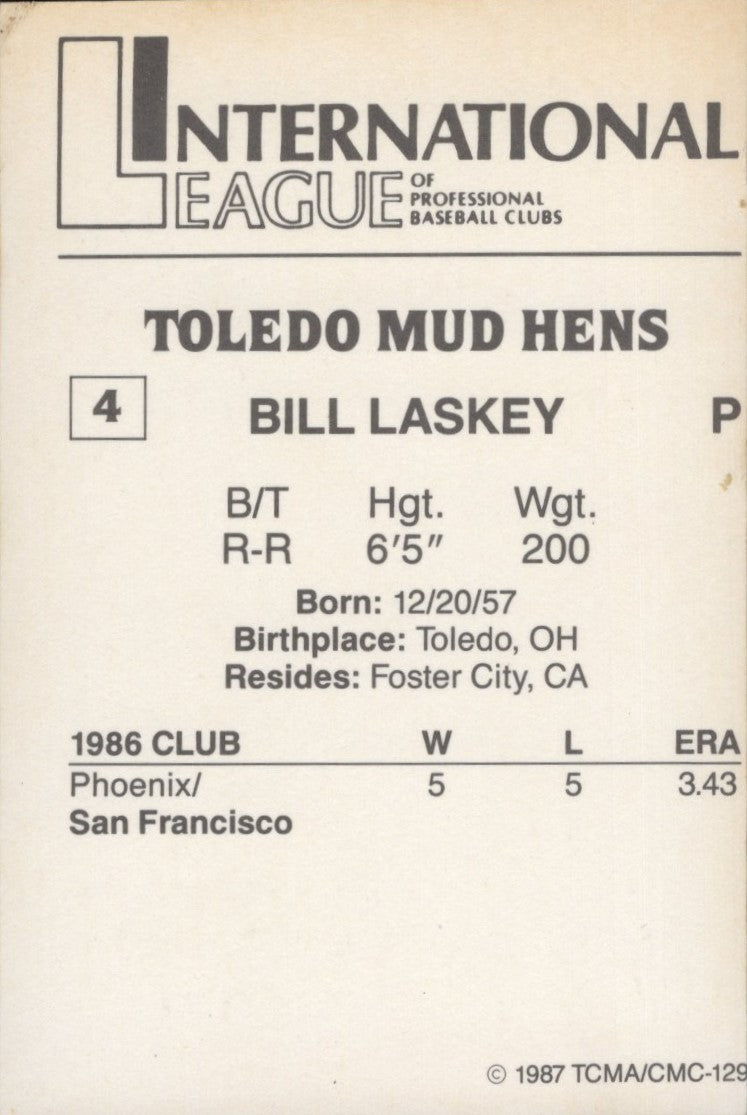 INTERNATIONAL
LEAGUE OF
PROFESSIONAL
BASEBALL CLUBS
TOLEDO MUD HENS
4 BILL LASKEY P
B/T Hgt. Wgt.
R-R 6'5" 200
Born: 12/20/57
Birthplace: Toledo, OH
Resides: Foster City, CA
1986 CLUB W L ERA
Phoenix/ 5 5 3.43
San Francisco
© 1987 TCMA/CMC-129